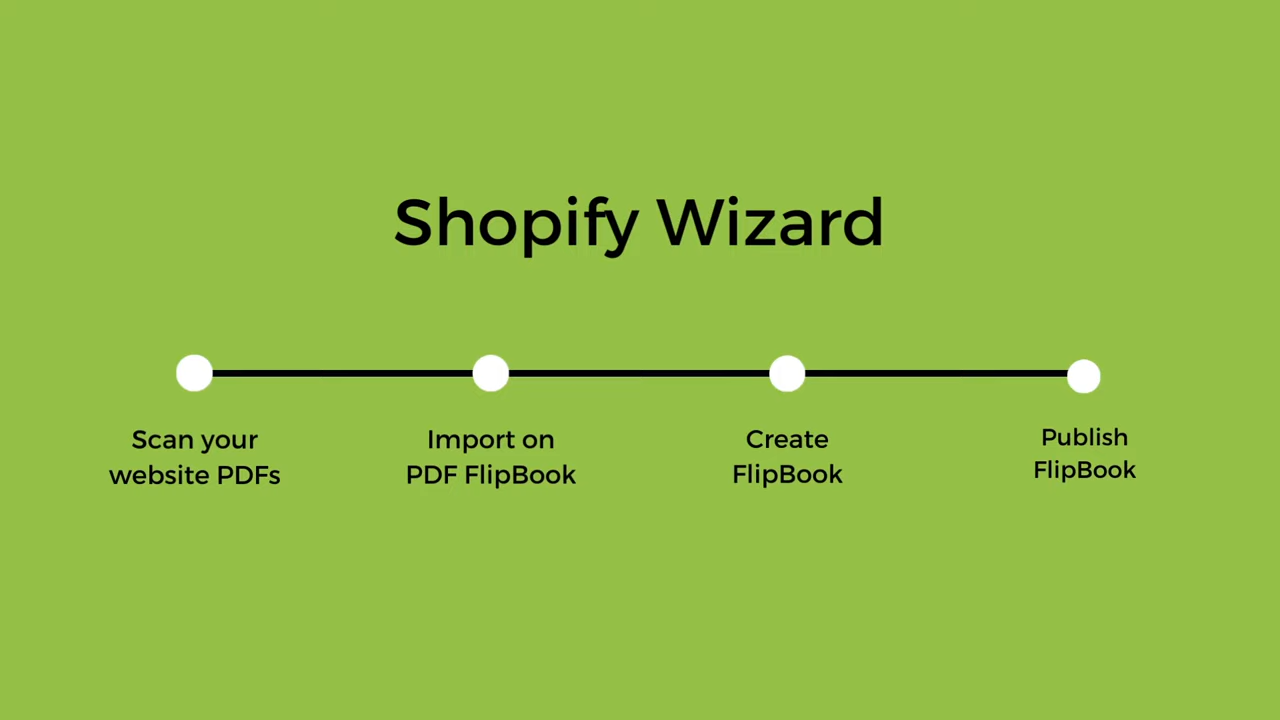 Shopify Wizard
Scan your
website PDFs
Import on
PDF FlipBook
Create
FlipBook
Publish
FlipBook